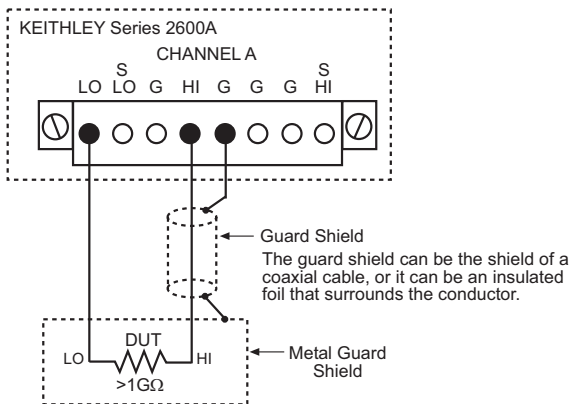 KEITHLEY Series 2600A
CHANNEL A
S S
LO LO G HI G G G HI
Guard Shield
The guard shield can be the shield of a
coaxial cable, or it can be an insulated
foil that surrounds the conductor.
DUT
LO HI
>1GΩ
Metal Guard
Shield